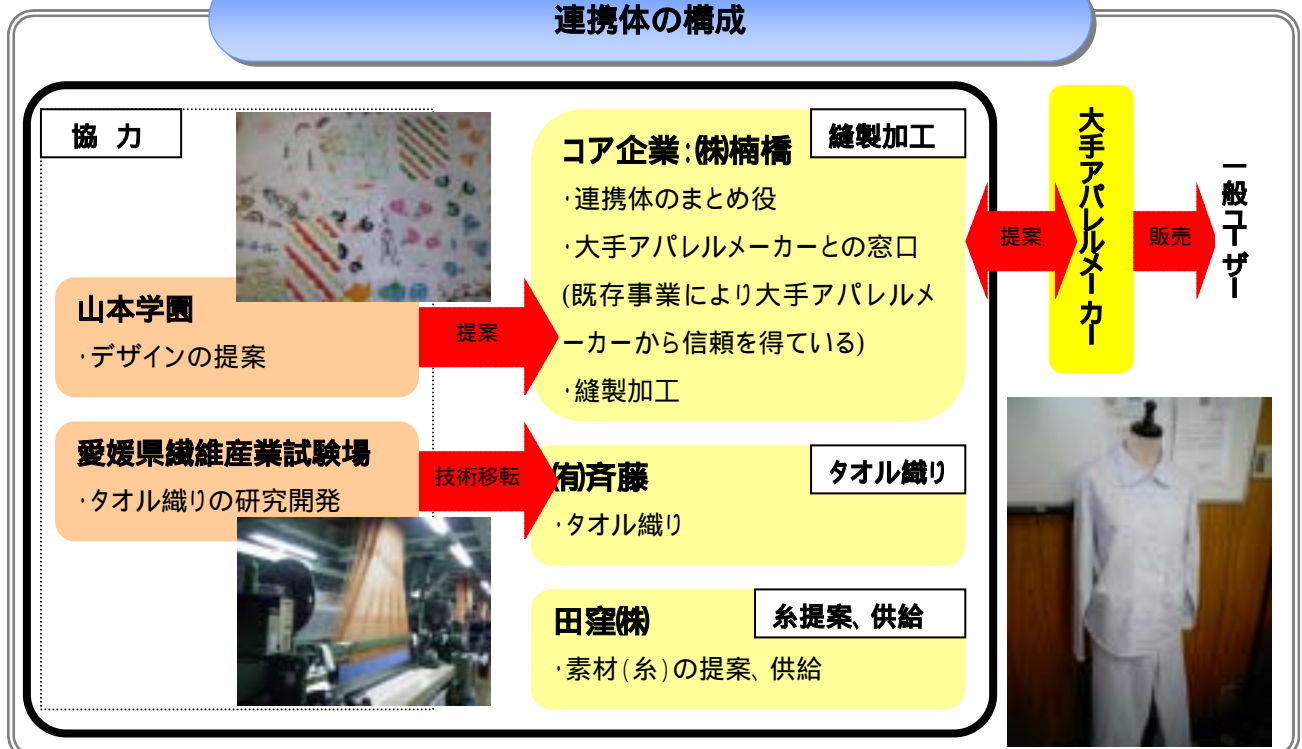 連携体の構成
協 力
山本学園
・デザインの提案
提案
愛媛県繊維産業試験場
・タオル織りの研究開発
技術移転
コア企業:㈱楠橋
縫製加工
・連携体のまとめ役
・大手アパレルメーカーとの窓口
(既存事業により大手アパレルメ
ーカーから信頼を得ている)
・縫製加工
㈲斉藤
タオル織り
・タオル織り
田窪㈱
糸提案、供給
・素材(糸)の提案、供給
提案
大手アパレルメーカー
販売
一般ユーザー